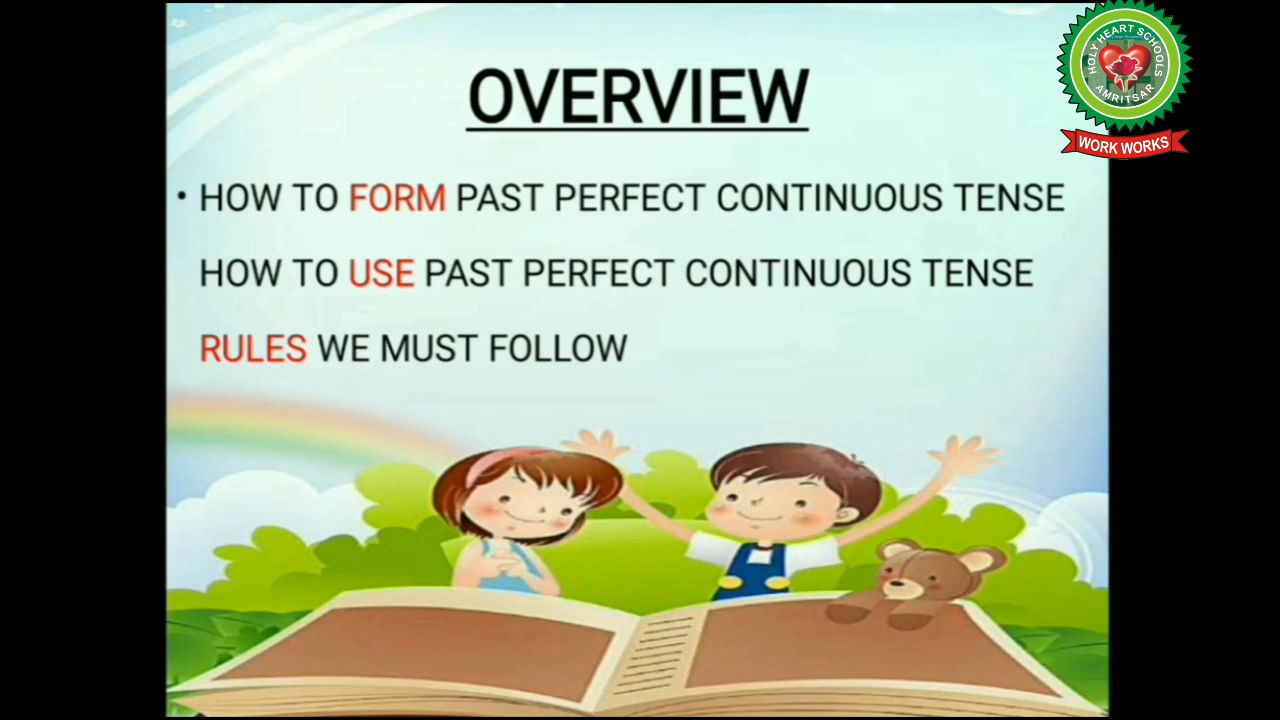 OVERVIEW
• HOW TO FORM PAST PERFECT CONTINUOUS TENSE
HOW TO USE PAST PERFECT CONTINUOUS TENSE
RULES WE MUST FOLLOW
HOLY HEART SCHOOLS
AMRITSAR
WORK WORKS